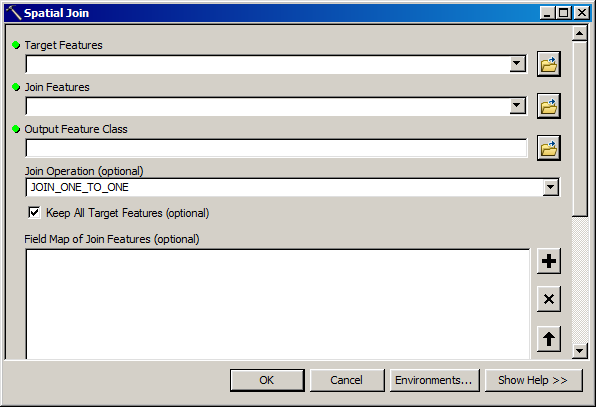 Spatial Join
Target Features
Join Features
Output Feature Class
Join Operation (optional)
JOIN_ONE_TO_ONE
Keep All Target Features (optional)
Field Map of Join Features (optional)
OK Cancel Environments... Show Help >>